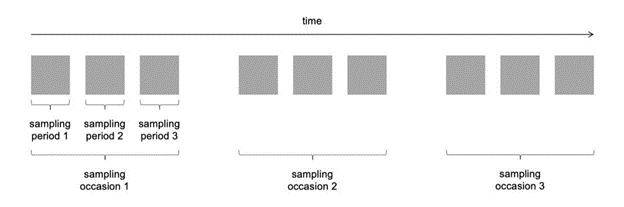 time
sampling sampling sampling
period 1 period 2 period 3
sampling sampling sampling
occasion 1 occasion 2 occasion 3